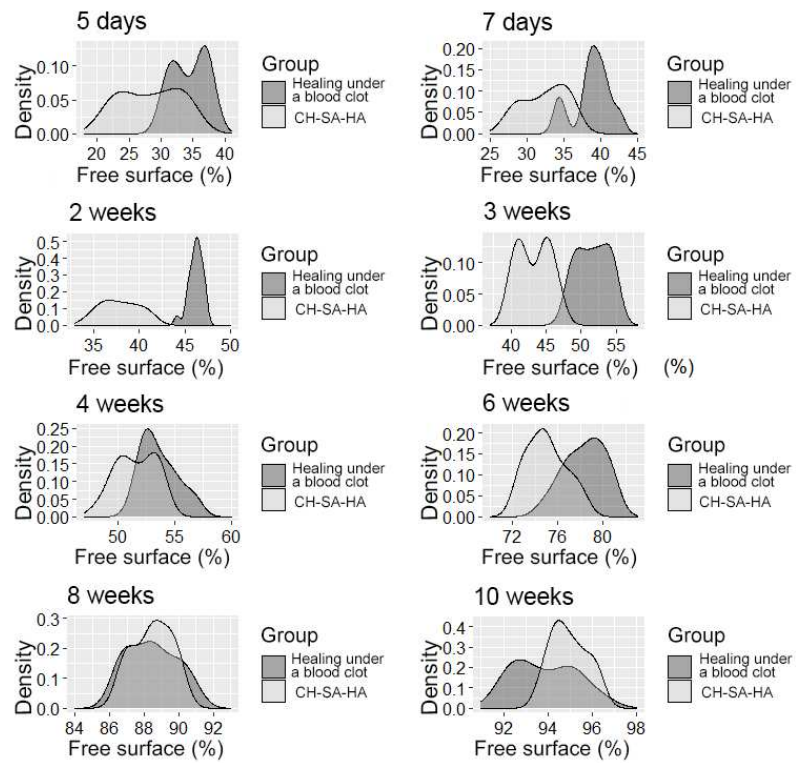 5 days
Density
0.10
0.05
0.00
20 25 30 35 40
Free surface (%)
Group
Healing under
a blood clot
CH-SA-HA
7 days
Density
0.20
0.15
0.10
0.05
0.00
25 30 35 40 45
Free surface (%)
Group
Healing under
a blood clot
CH-SA-HA
2 weeks
Density
0.5
0.4
0.3
0.2
0.1
0.0
35 40 45 50
Free surface (%)
Group
Healing under
a blood clot
CH-SA-HA
3 weeks
Density
0.10
0.05
0.00
40 45 50 55
Free surface (%) (%)
Group
Healing under
a blood clot
CH-SA-HA
4 weeks
Density
0.25
0.20
0.15
0.10
0.05
0.00
50 55 60
Free surface (%)
Group
Healing under
a blood clot
CH-SA-HA
6 weeks
Density
0.20
0.15
0.10
0.05
0.00
72 76 80
Free surface (%)
Group
Healing under
a blood clot
CH-SA-HA
8 weeks
Density
0.3
0.2
0.1
0.0
84 86 88 90 92
Free surface (%)
Group
Healing under
a blood clot
CH-SA-HA
10 weeks
Density
0.4
0.3
0.2
0.1
0.0
92 94 96 98
Free surface (%)
Group
Healing under
a blood clot
CH-SA-HA